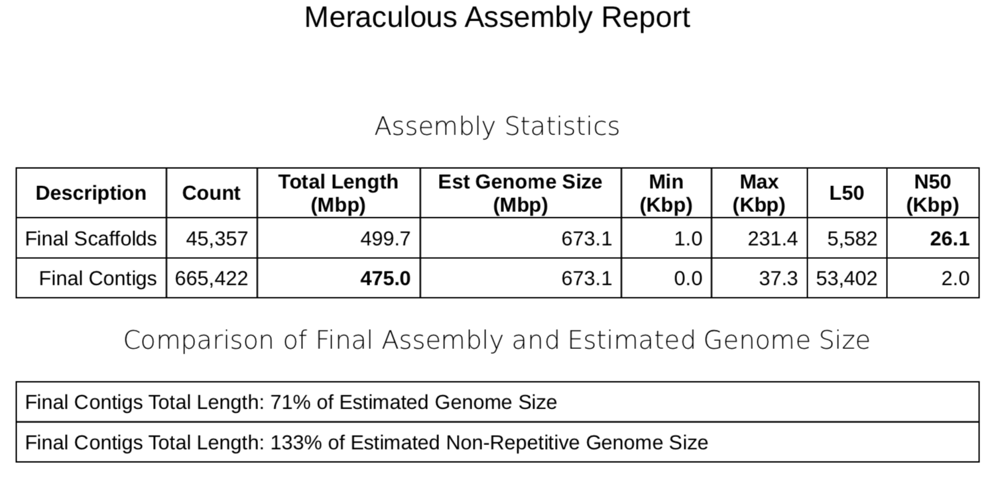 Meraculous Assembly Report
Assembly Statistics
Description Count Total Length (Mbp) Est Genome Size (Mbp) Min (Kbp) Max (Kbp) L50 N50 (Kbp)
Final Scaffolds 45,357 499.7 673.1 1.0 231.4 5,582 26.1
Final Contigs 665,422 475.0 673.1 0.0 37.3 53,402 2.0
Comparison of Final Assembly and Estimated Genome Size
Final Contigs Total Length: 71% of Estimated Genome Size
Final Contigs Total Length: 133% of Estimated Non-Repetitive Genome Size